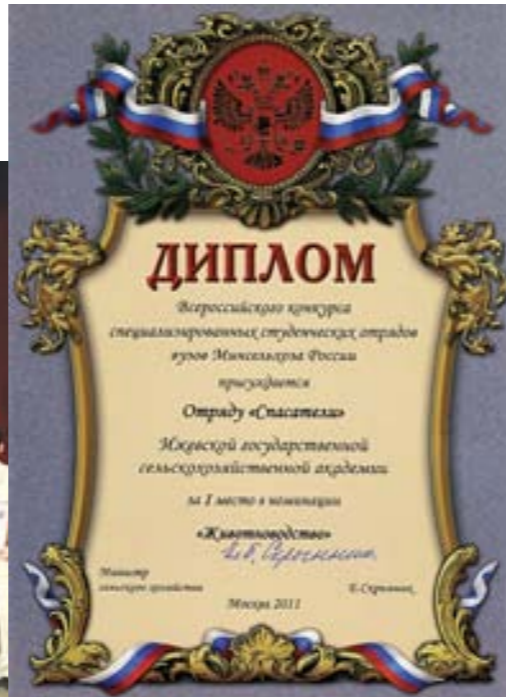 ДИПЛОМ
Всероссийского конкурса
специализированных студенческих отрядов
вузов Минсельхоза России
присуждается
Отряду «Спасатели»
Ижевской государственной
сельскохозяйственной академии
за I место в номинации
«Животноводство»
Министр
сельского хозяйства
Е.Скрынник
Москва 2011